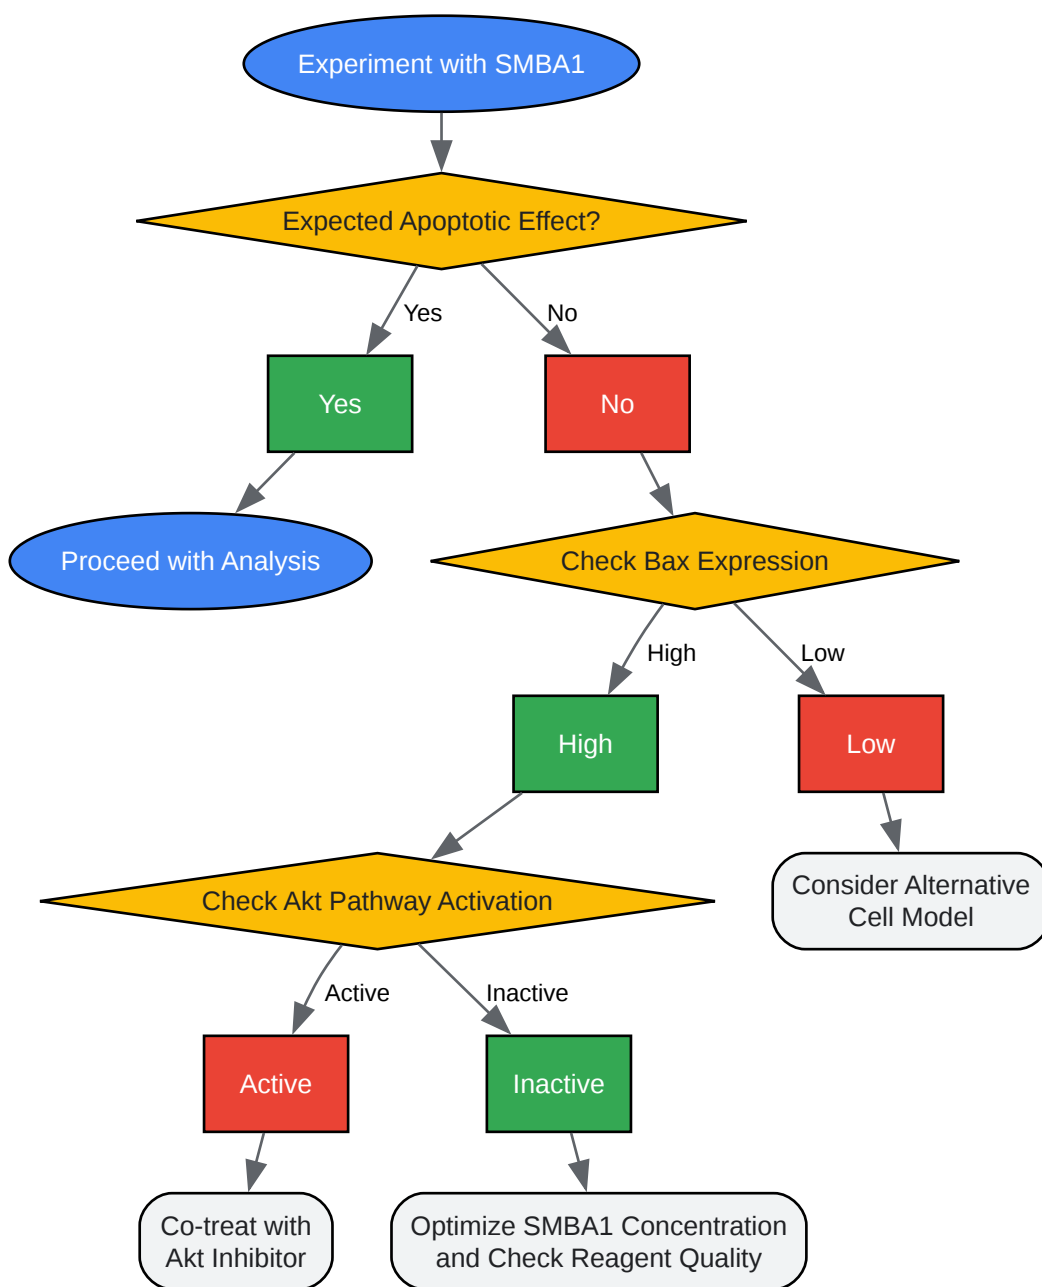 Experiment with SMBA1
Expected Apoptotic Effect?
Yes
No
Yes
No
Proceed with Analysis
Check Bax Expression
High
Low
High
Low
Check Akt Pathway Activation
Consider Alternative
Cell Model
Active
Inactive
Active
Inactive
Co-treat with
Akt Inhibitor
Optimize SMBA1 Concentration
and Check Reagent Quality